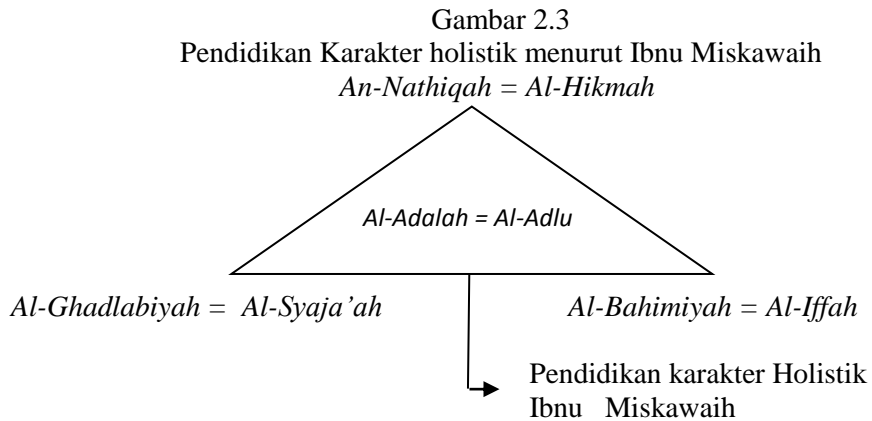 Gambar 2.3
Pendidikan Karakter holistik menurut Ibnu Miskawaih
An-Nathiqah = Al-Hikmah
Al-Adalah = Al-Adlu
Al-Ghadlabiyah = Al-Syaja’ah
Al-Bahimiyah = Al-Iffah
Pendidikan karakter Holistik
Ibnu Miskawaih